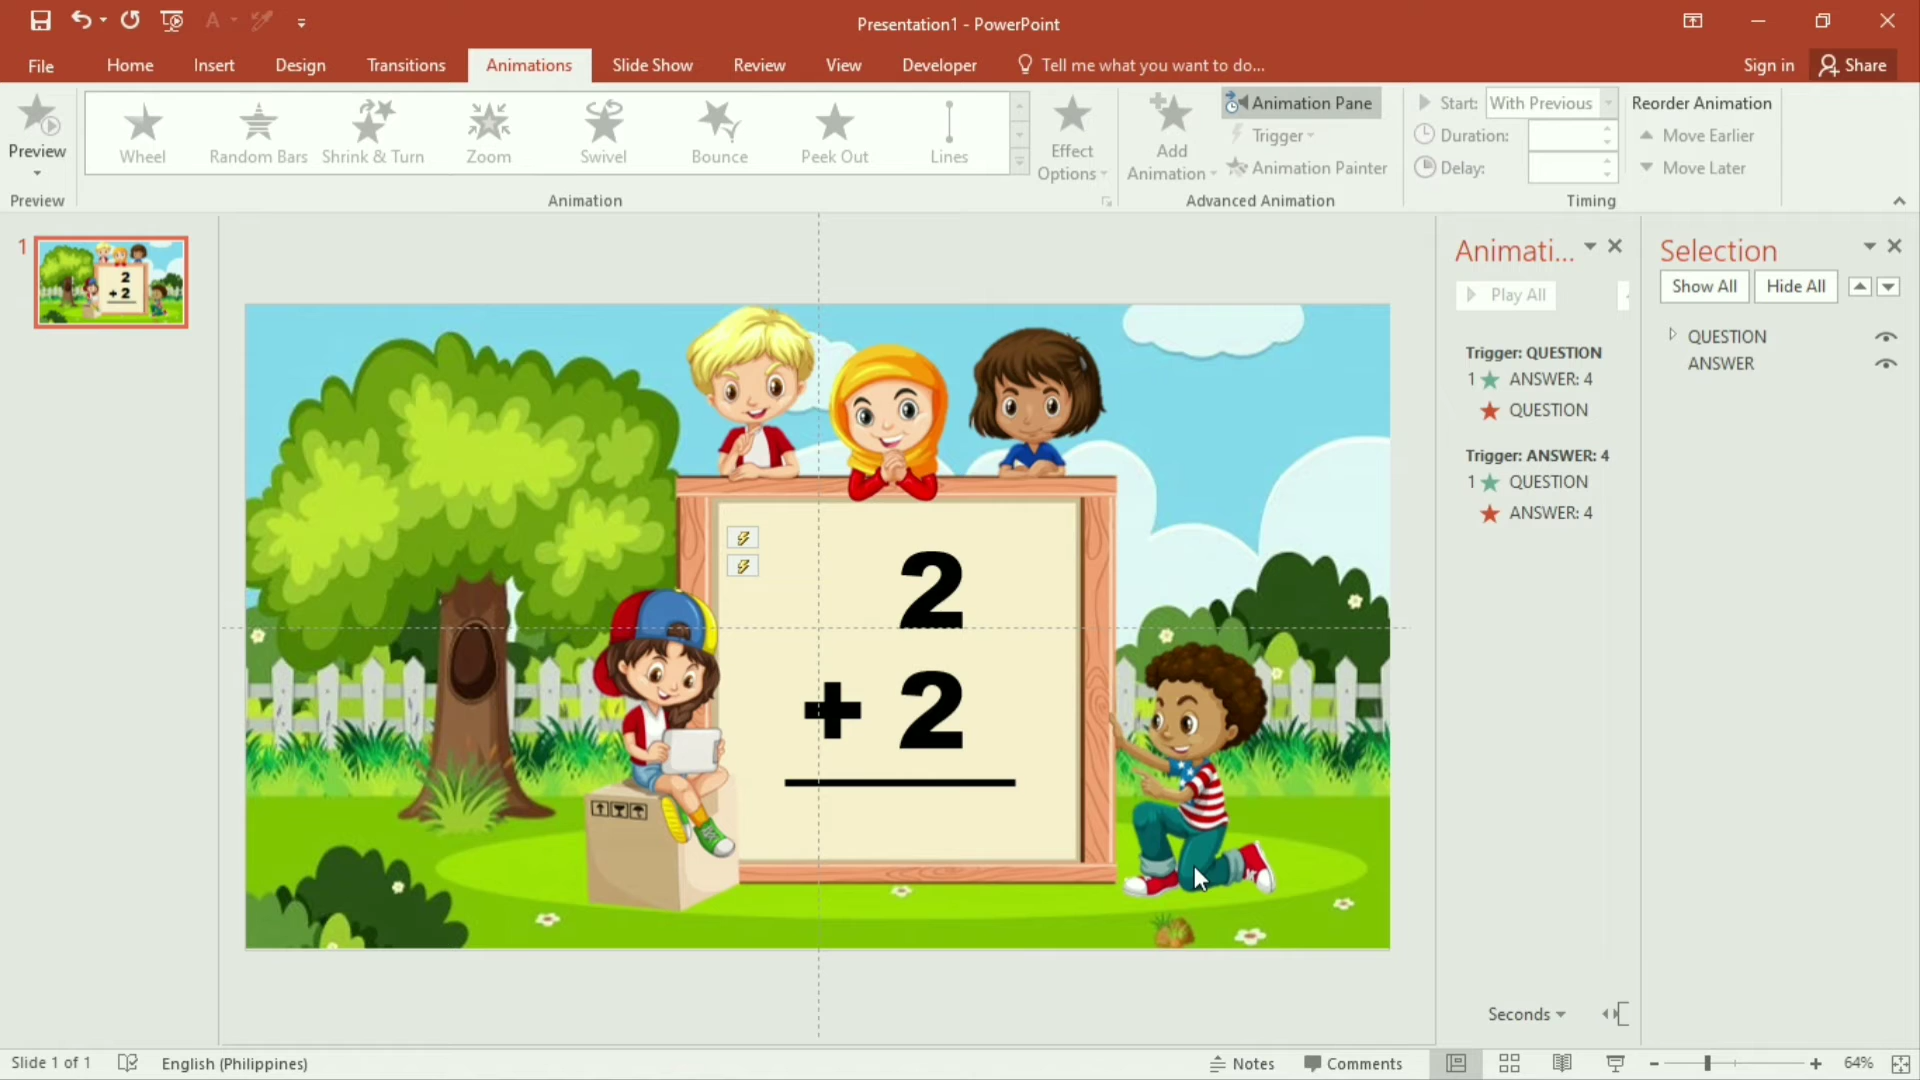 Presentation1 - PowerPoint
File Home Insert Design Transitions Animations Slide Show Review View Developer Tell me what you want to do... Sign in Share
Preview
Wheel Random Bars Shrink & Turn Zoom Swivel Bounce Peek Out Lines
Effect Options
Add Animation
Animation Pane
Trigger
Animation Painter
Start: With Previous
Duration:
Delay:
Reorder Animation
Move Earlier
Move Later
Preview Animation Advanced Animation Timing
1
2
+ 2
2
+ 2
Animati...
Play All
Trigger: QUESTION
1 ANSWER: 4
QUESTION
Trigger: ANSWER: 4
1 QUESTION
ANSWER: 4
Seconds
Selection
Show All Hide All
QUESTION
ANSWER
Slide 1 of 1 English (Philippines) Notes Comments 64%